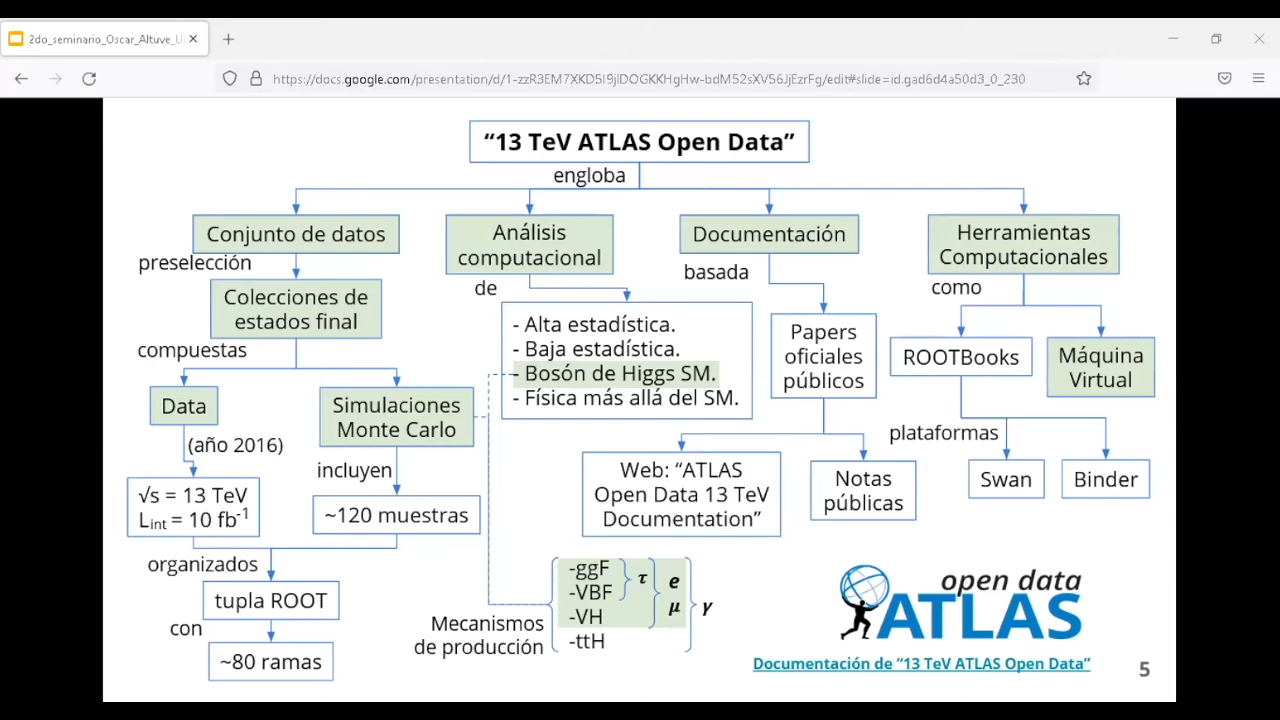 2do_seminario_Oscar_Altuve_U
https://docs.google.com/presentation/d/1-zzR3EM7XKD5I9jlDOGKKHgHw-bdM52sXV56JjEzrFg/edit#slide=id.gad6d4a50d3_0_230
“13 TeV ATLAS Open Data”
engloba
Conjunto de datos
preselección
Colecciones de
estados final
compuestas
Data
(año 2016)
√s = 13 TeV
Lint = 10 fb-1
Simulaciones
Monte Carlo
incluyen
~120 muestras
organizados
tupla ROOT
con
~80 ramas
Análisis
computacional
de
- Alta estadística.
- Baja estadística.
- Bosón de Higgs SM.
- Física más allá del SM.
Mecanismos
de producción
-ggF
-VBF
-VH
-ttH
τ
e
μ
γ
Documentación
basada
Papers
oficiales
públicos
Web: “ATLAS
Open Data 13 TeV
Documentation”
Notas
públicas
Herramientas
Computacionales
como
ROOTBooks
Máquina
Virtual
plataformas
Swan
Binder
open data
ATLAS
Documentación de “13 TeV ATLAS Open Data”
5